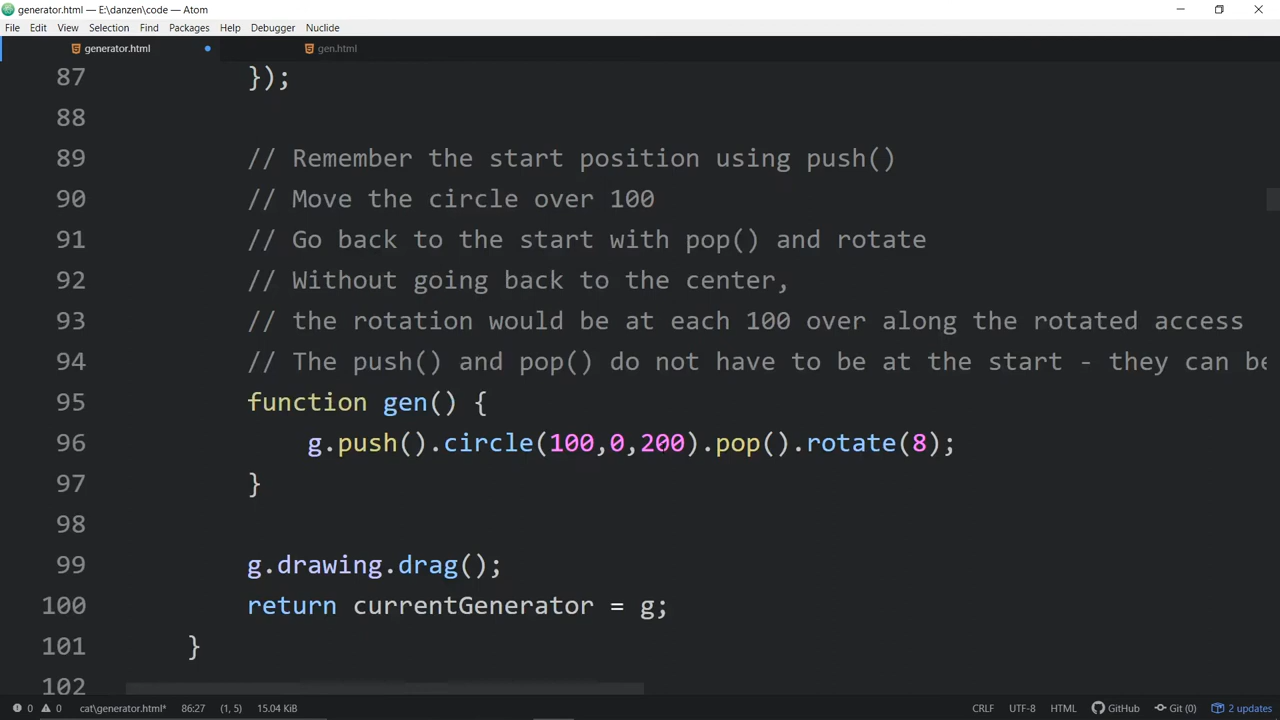 generator.html — E:\danzen\code — Atom
File Edit View Selection Find Packages Help Debugger Nuclide
generator.html gen.html
87 });
88
89 // Remember the start position using push()
90 // Move the circle over 100
91 // Go back to the start with pop() and rotate
92 // Without going back to the center,
93 // the rotation would be at each 100 over along the rotated access
94 // The push() and pop() do not have to be at the start - they can be
95 function gen() {
96 g.push().circle(100,0,200).pop().rotate(8);
97 }
98
99 g.drawing.drag();
100 return currentGenerator = g;
101 }
102
0 0 cat\generator.html* 86:27 (1, 5) 15.04 KiB CRLF UTF-8 HTML GitHub Git (0) 2 updates